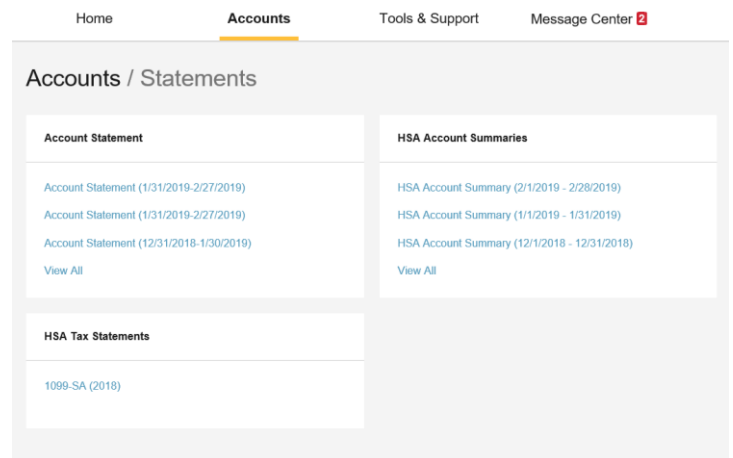 Home Accounts Tools & Support Message Center 2
Accounts / Statements
Account Statement
Account Statement (1/31/2019-2/27/2019)
Account Statement (1/31/2019-2/27/2019)
Account Statement (12/31/2018-1/30/2019)
View All
HSA Account Summaries
HSA Account Summary (2/1/2019 - 2/28/2019)
HSA Account Summary (1/1/2019 - 1/31/2019)
HSA Account Summary (12/1/2018 - 12/31/2018)
View All
HSA Tax Statements
1099-SA (2018)